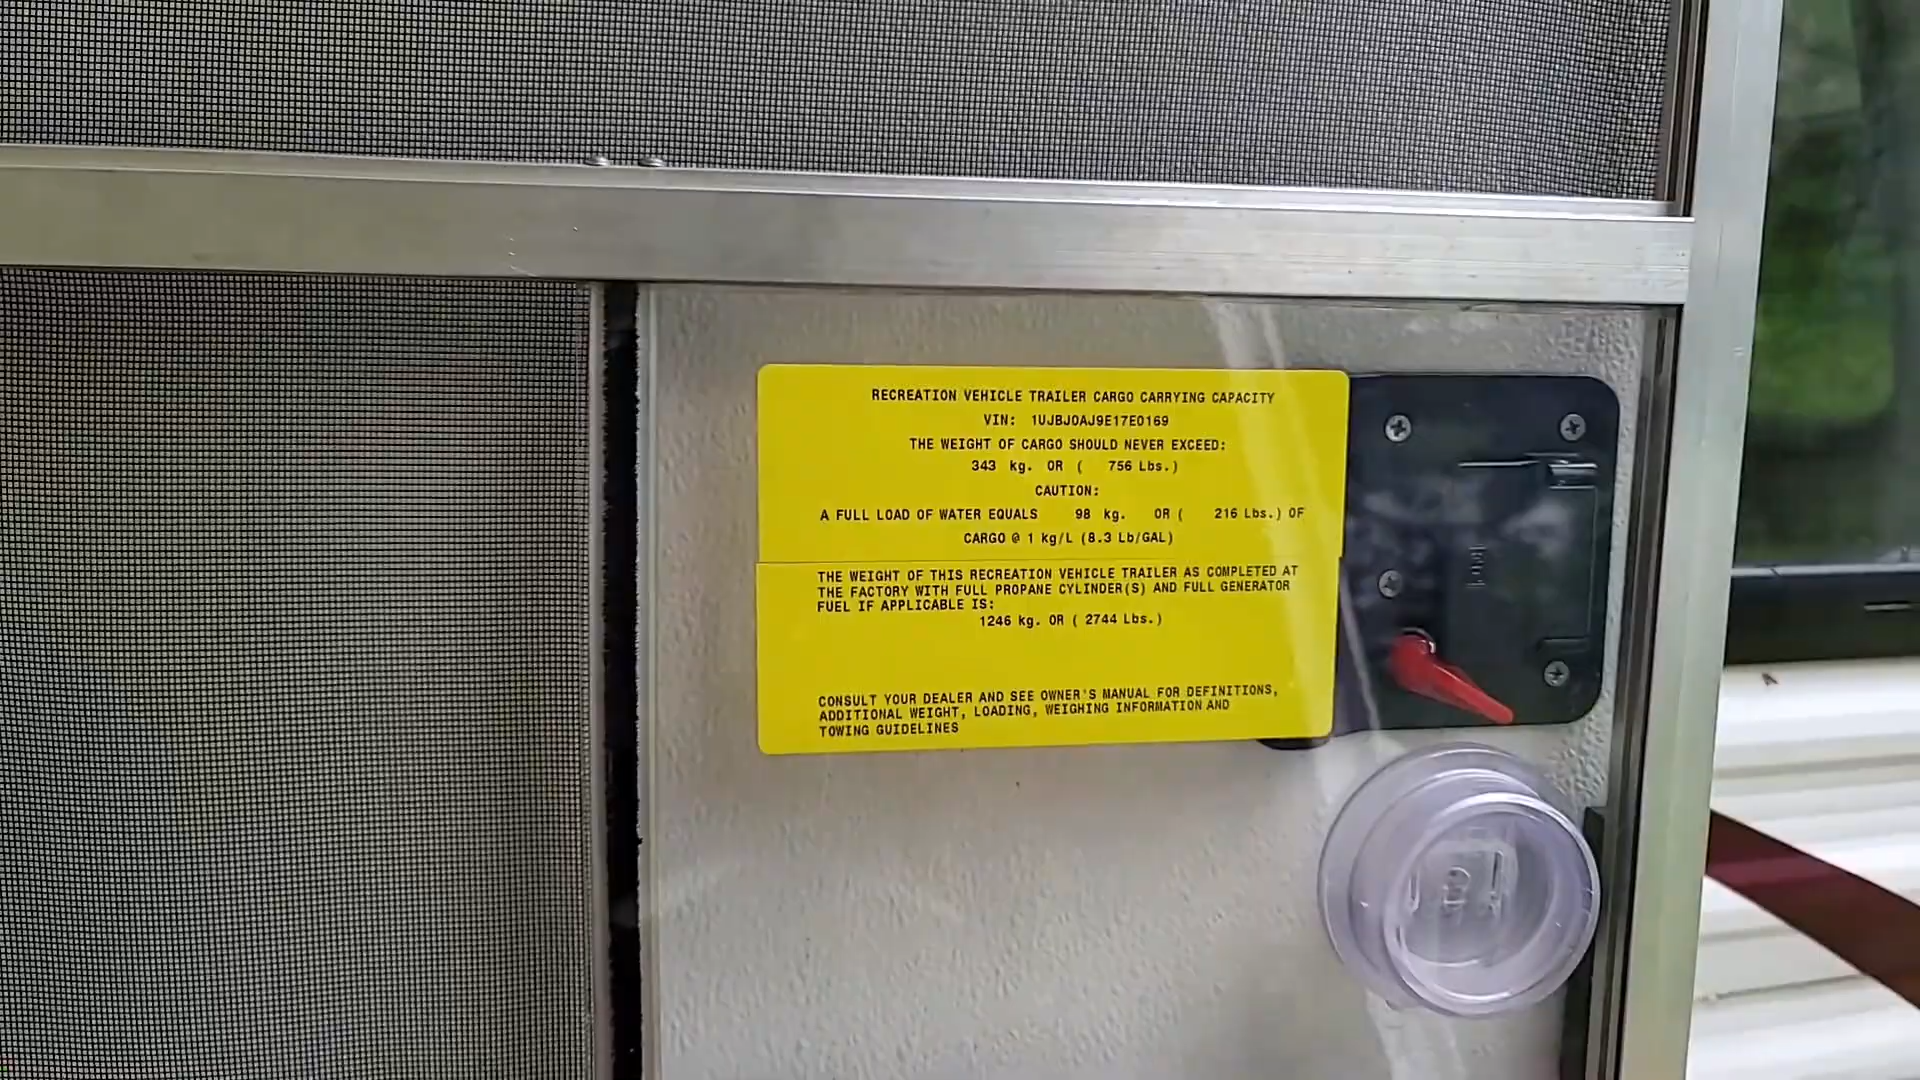 RECREATION VEHICLE TRAILER CARGO CARRYING CAPACITY
VIN: 1UJBJ0AJ9E17E0169
THE WEIGHT OF CARGO SHOULD NEVER EXCEED:
343 kg. OR ( 756 Lbs.)
CAUTION:
A FULL LOAD OF WATER EQUALS 98 kg. OR ( 216 Lbs.) OF
CARGO @ 1 kg/L (8.3 Lb/GAL)
THE WEIGHT OF THIS RECREATION VEHICLE TRAILER AS COMPLETED AT
THE FACTORY WITH FULL PROPANE CYLINDER(S) AND FULL GENERATOR
FUEL IF APPLICABLE IS:
1246 kg. OR ( 2744 Lbs.)
CONSULT YOUR DEALER AND SEE OWNER'S MANUAL FOR DEFINITIONS,
ADDITIONAL WEIGHT, LOADING, WEIGHING INFORMATION AND
TOWING GUIDELINES